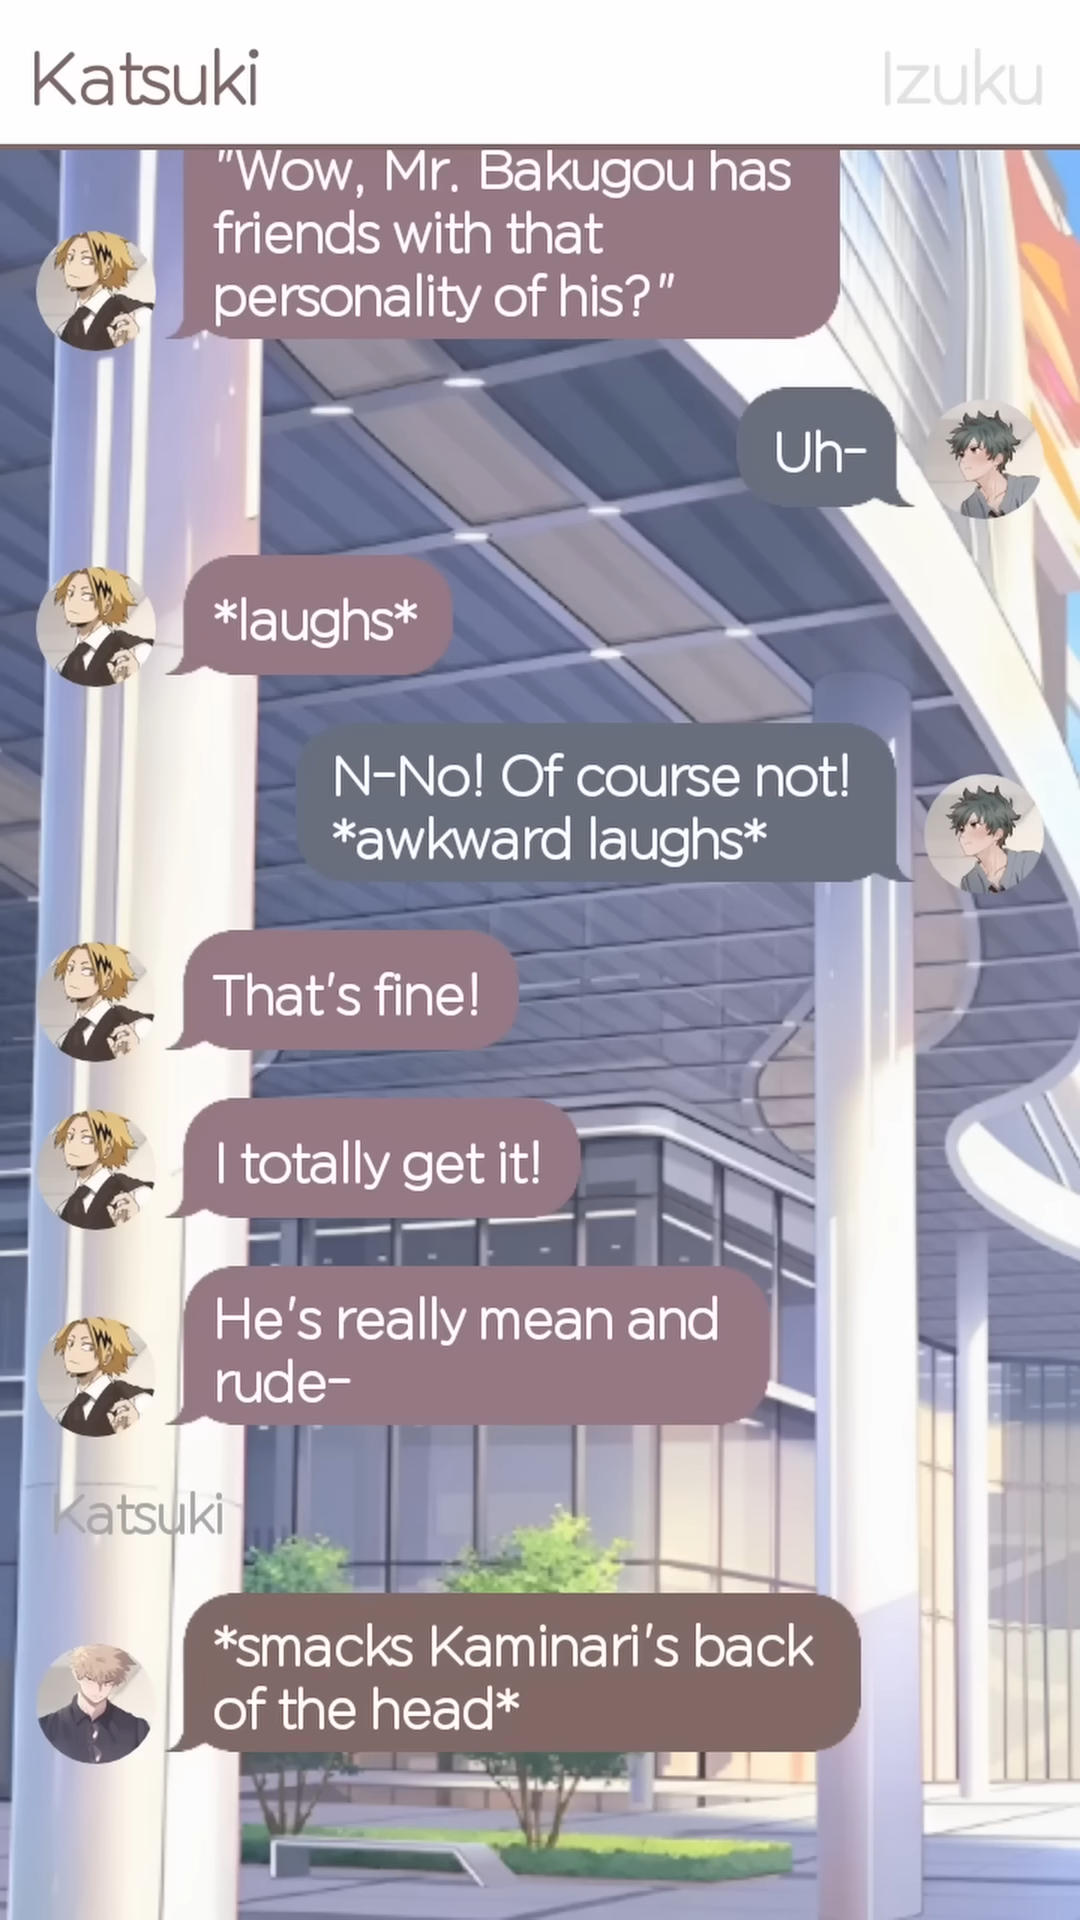 Katsuki
Izuku
"Wow, Mr. Bakugou has
friends with that
personality of his?"
Uh-
*laughs*
N-No! Of course not!
*awkward laughs*
That's fine!
I totally get it!
He's really mean and
rude-
Katsuki
*smacks Kaminari's back
of the head*